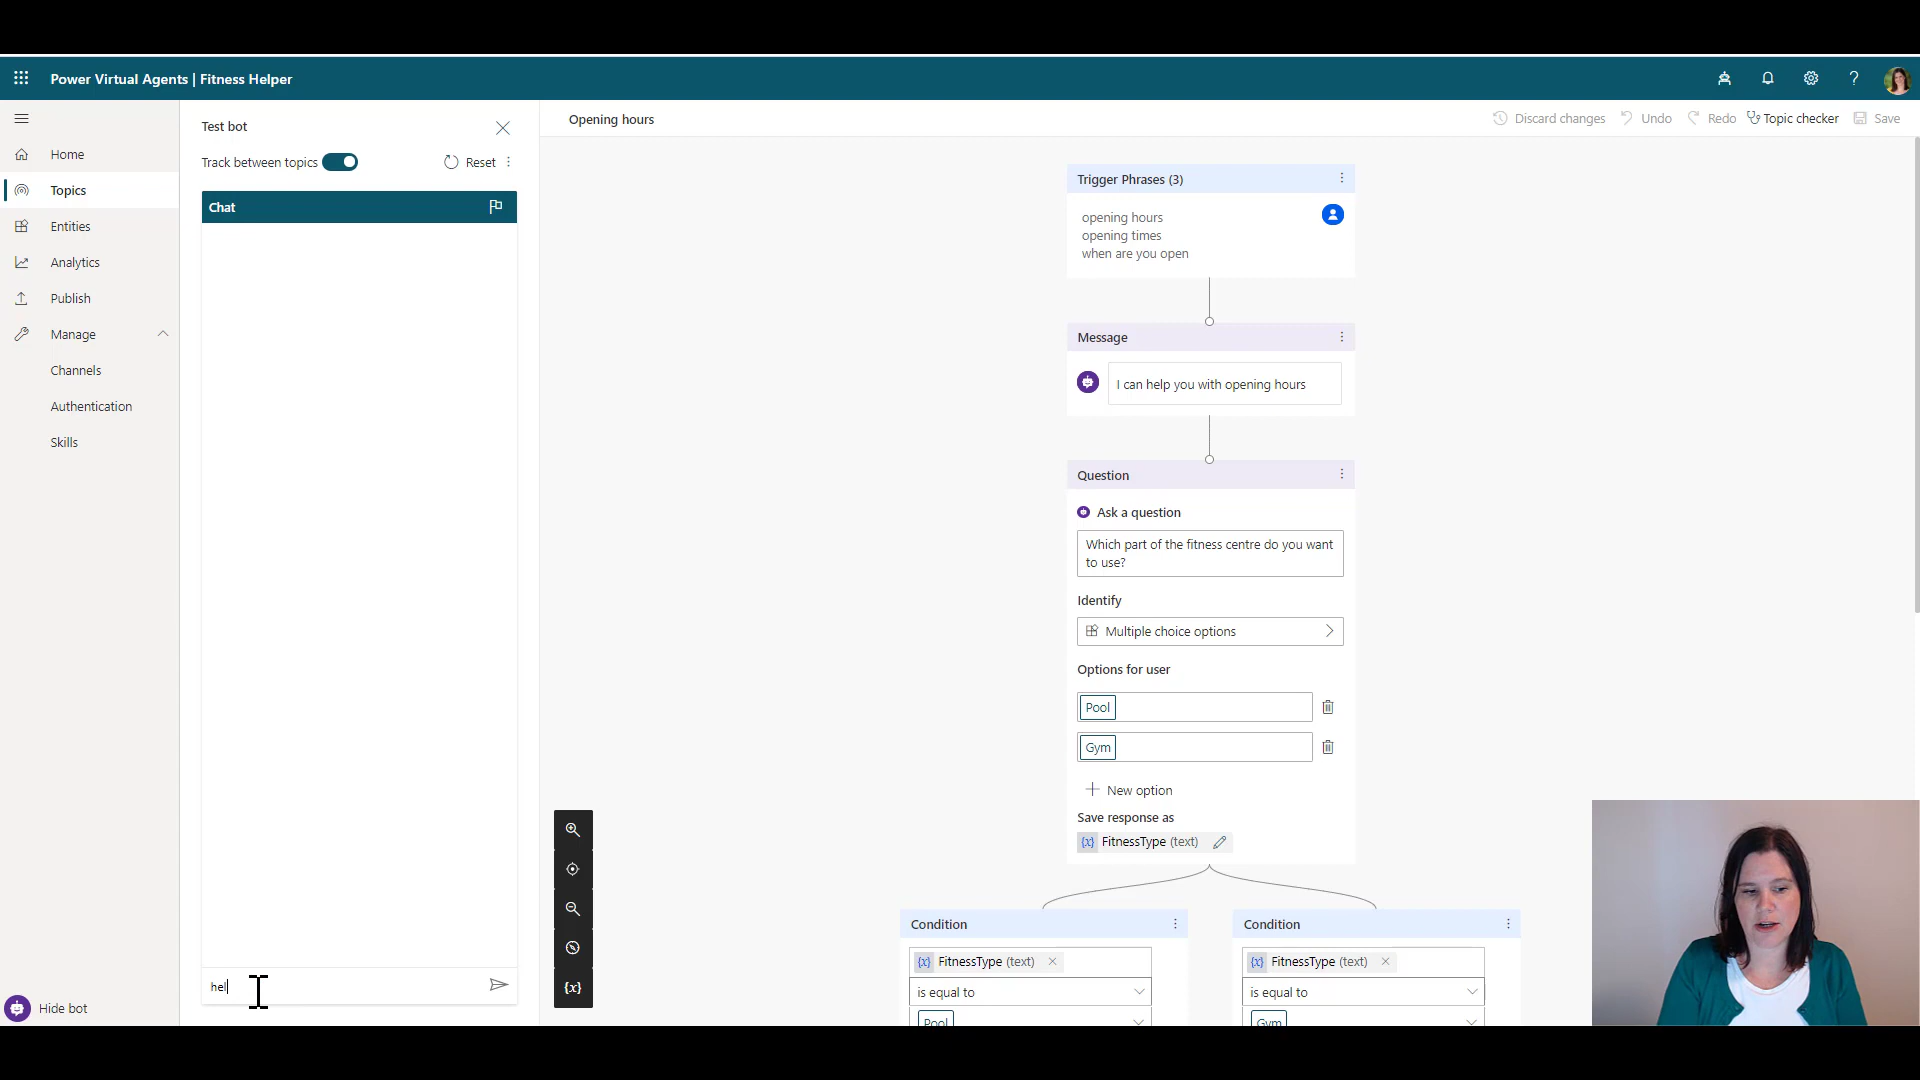 Power Virtual Agents | Fitness Helper
Home
Topics
Entities
Analytics
Publish
Manage
Channels
Authentication
Skills
Hide bot
Test bot
Track between topics
Reset
Chat
hel
Opening hours
Discard changes
Undo
Redo
Topic checker
Save
Trigger Phrases (3)
opening hours
opening times
when are you open
Message
I can help you with opening hours
Question
Ask a question
Which part of the fitness centre do you want
to use?
Identify
Multiple choice options
Options for user
Pool
Gym
New option
Save response as
{x} FitnessType (text)
Condition
{x} FitnessType (text)
is equal to
Pool
Condition
{x} FitnessType (text)
is equal to
Gym
{x}